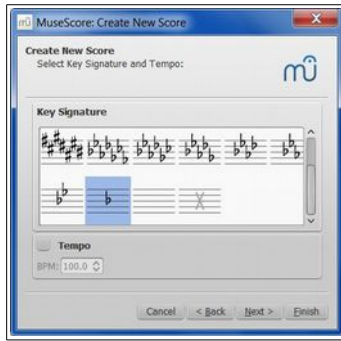 MuseScore: Create New Score
Create New Score
Select Key Signature and Tempo:
Key Signature
Tempo
BPM: 100.0
Cancel < Back Next > Finish